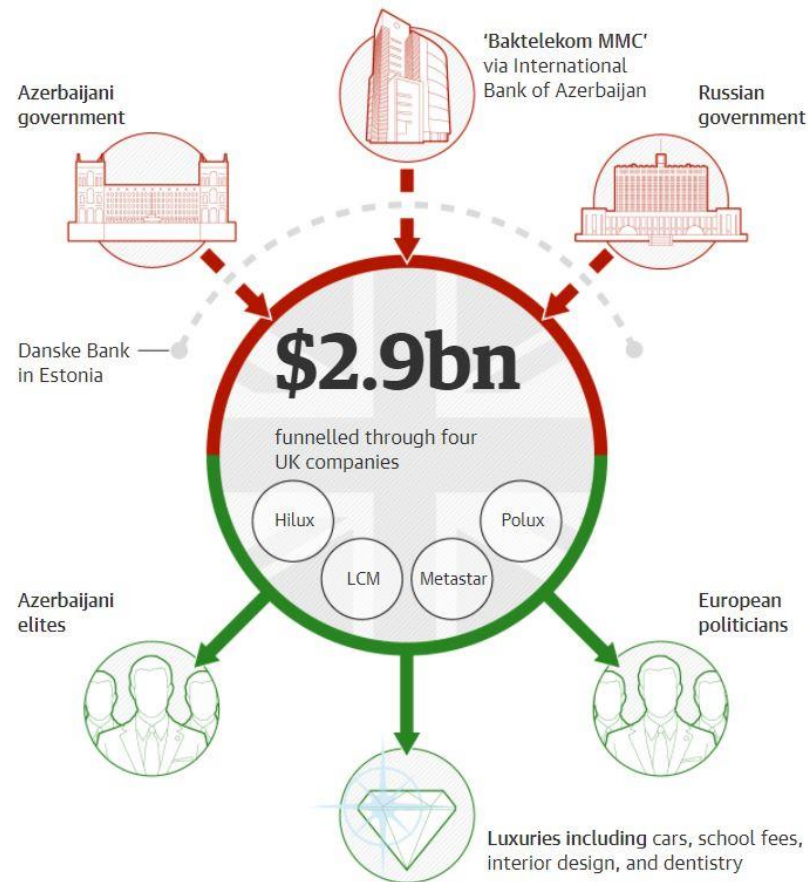 'Baktelekom MMC'
via International
Bank of Azerbaijan
Azerbaijani
government
Russian
government
Danske Bank
in Estonia
$2.9bn
funnelled through four
UK companies
Hilux
Polux
LCM
Metastar
Azerbaijani
elites
European
politicians
Luxuries including cars, school fees,
interior design, and dentistry